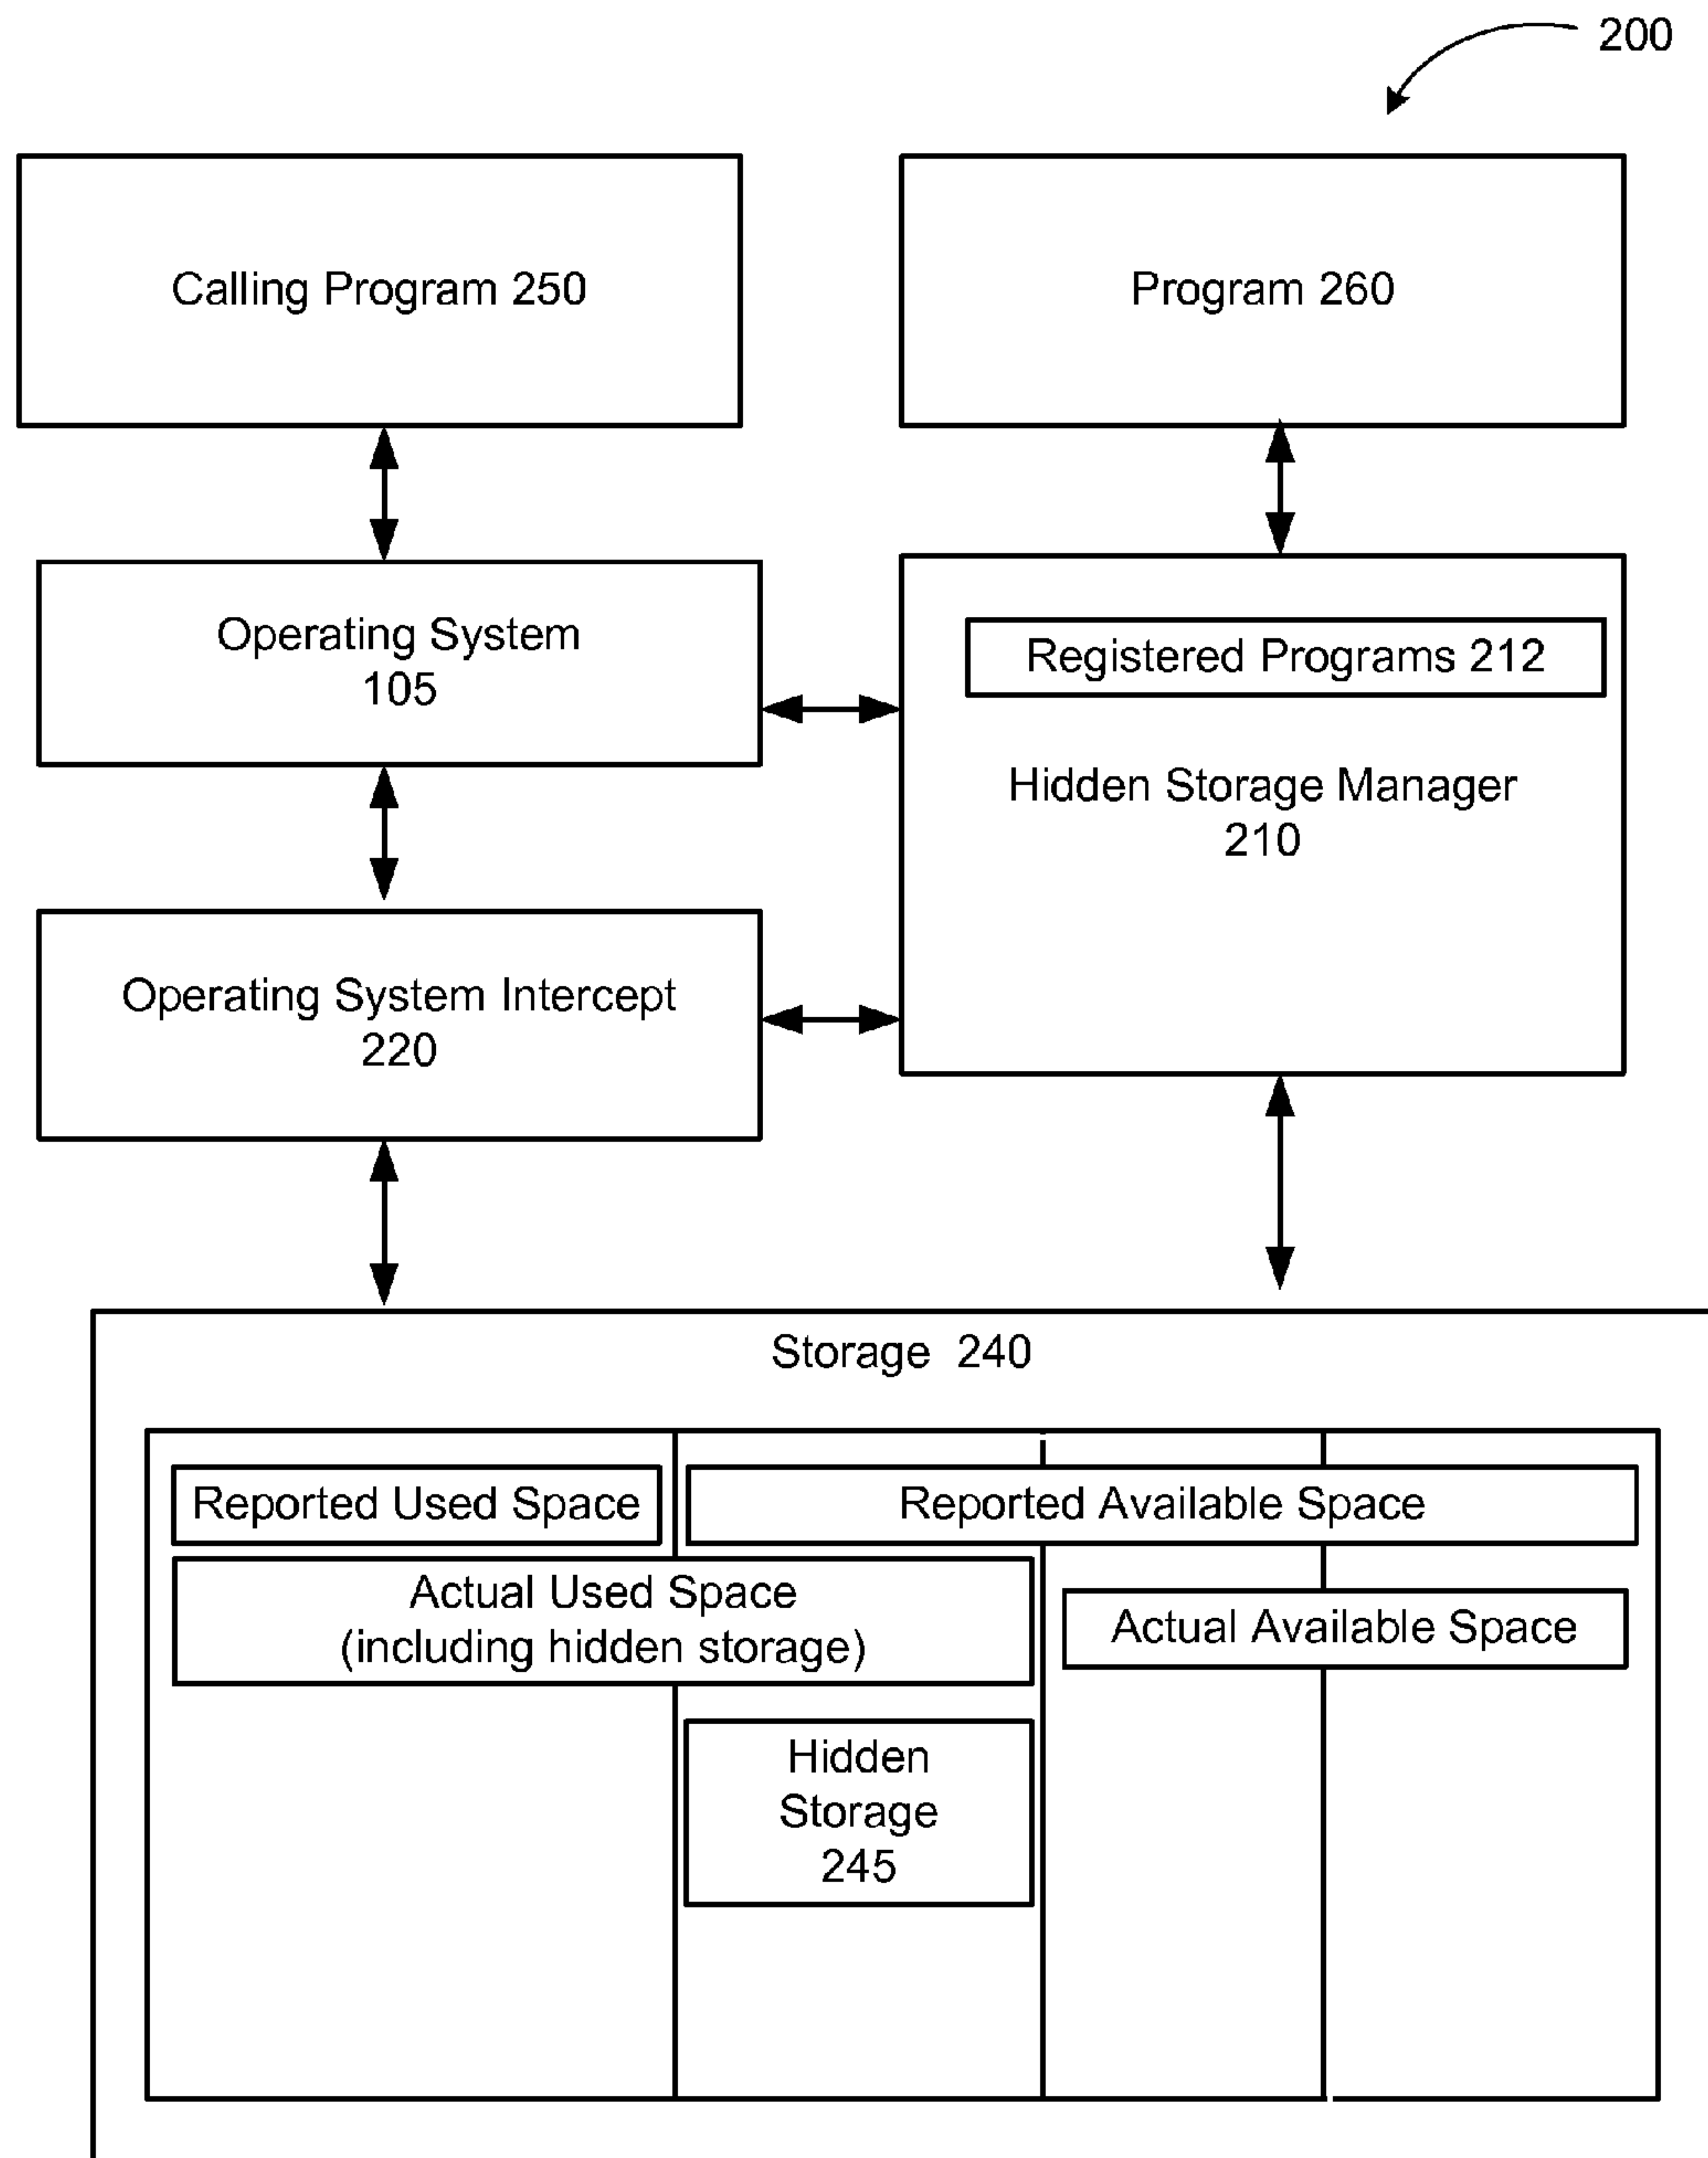 200
Calling Program 250
Program 260
Operating System
105
Registered Programs 212
Hidden Storage Manager
210
Operating System Intercept
220
Storage 240
Reported Used Space
Reported Available Space
Actual Used Space
(including hidden storage)
Actual Available Space
Hidden
Storage
245